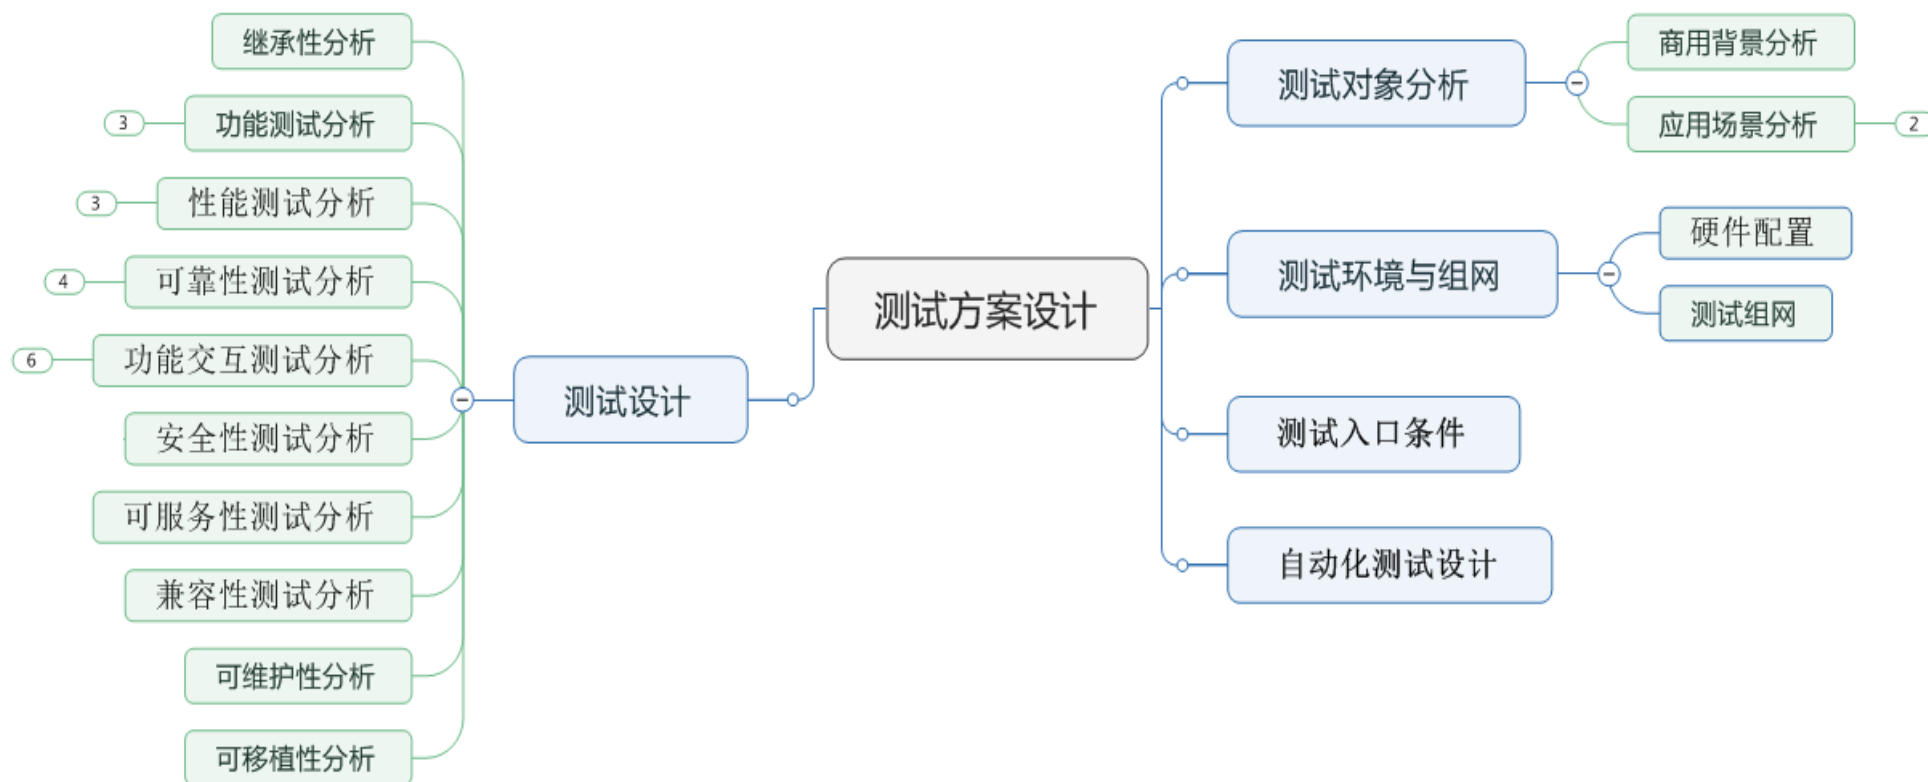 继承性分析
3
功能测试分析
3
性能测试分析
4
可靠性测试分析
6
功能交互测试分析
安全性测试分析
可服务性测试分析
兼容性测试分析
可维护性分析
可移植性分析
测试设计
测试方案设计
测试对象分析
商用背景分析
应用场景分析
2
测试环境与组网
硬件配置
测试组网
测试入口条件
自动化测试设计